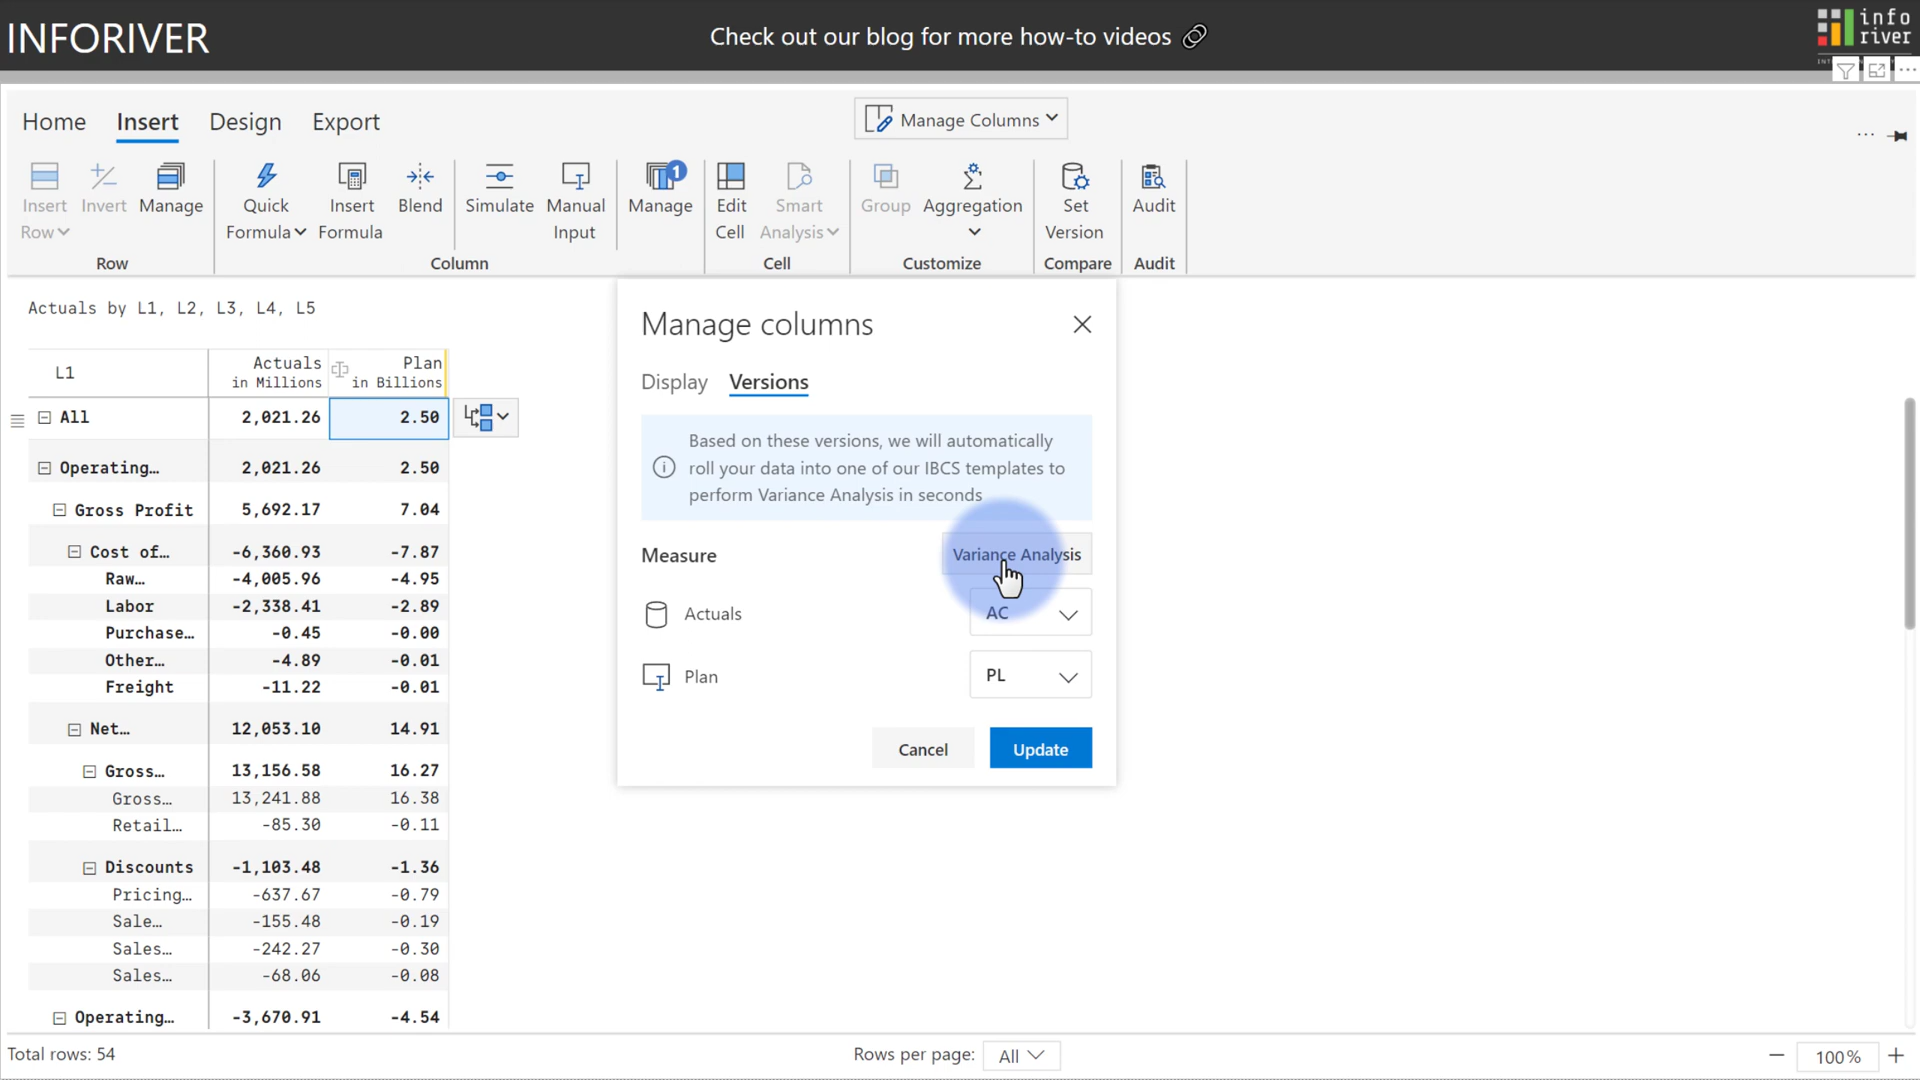 INFORIVER
Check out our blog for more how-to videos
info
river
Home Insert Design Export
Manage Columns
Insert
Row
Invert
Manage
Quick
Formula
Insert
Formula
Blend
Simulate
Manual
Input
Manage
1
Edit
Cell
Smart
Analysis
Group
Aggregation
Set
Version
Audit
Row
Column
Cell
Customize
Compare
Audit
Actuals by L1, L2, L3, L4, L5
L1
Actuals
in Millions
Plan
in Billions
All 2,021.26 2.50
Operating… 2,021.26 2.50
Gross Profit 5,692.17 7.04
Cost of… -6,360.93 -7.87
Raw… -4,005.96 -4.95
Labor -2,338.41 -2.89
Purchase… -0.45 -0.00
Other… -4.89 -0.01
Freight -11.22 -0.01
Net… 12,053.10 14.91
Gross… 13,156.58 16.27
Gross… 13,241.88 16.38
Retail… -85.30 -0.11
Discounts -1,103.48 -1.36
Pricing… -637.67 -0.79
Sale… -155.48 -0.19
Sales… -242.27 -0.30
Sales… -68.06 -0.08
Operating… -3,670.91 -4.54
Manage columns
Display Versions
Based on these versions, we will automatically
roll your data into one of our IBCS templates to
perform Variance Analysis in seconds
Measure
Variance Analysis
Actuals AC
Plan PL
Cancel Update
Total rows: 54
Rows per page: All
100%